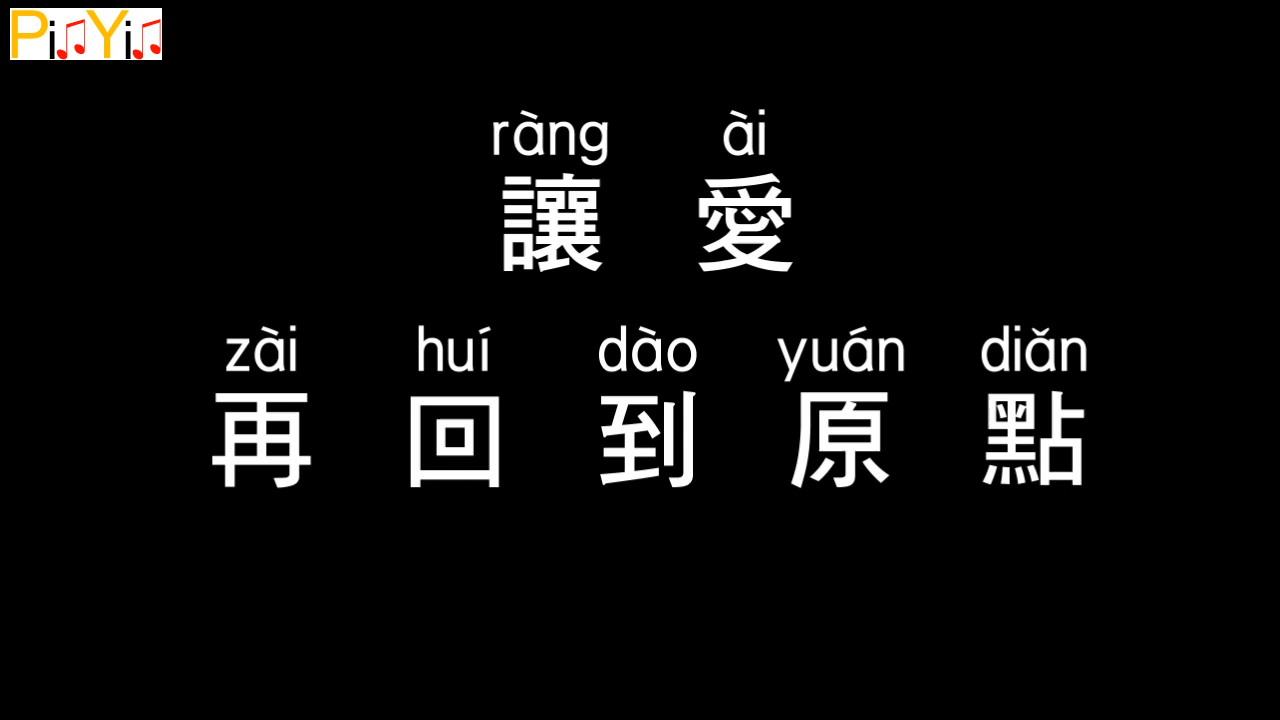 PinYin
ràng ài
讓 愛
zài huí dào yuán diǎn
再 回 到 原 點